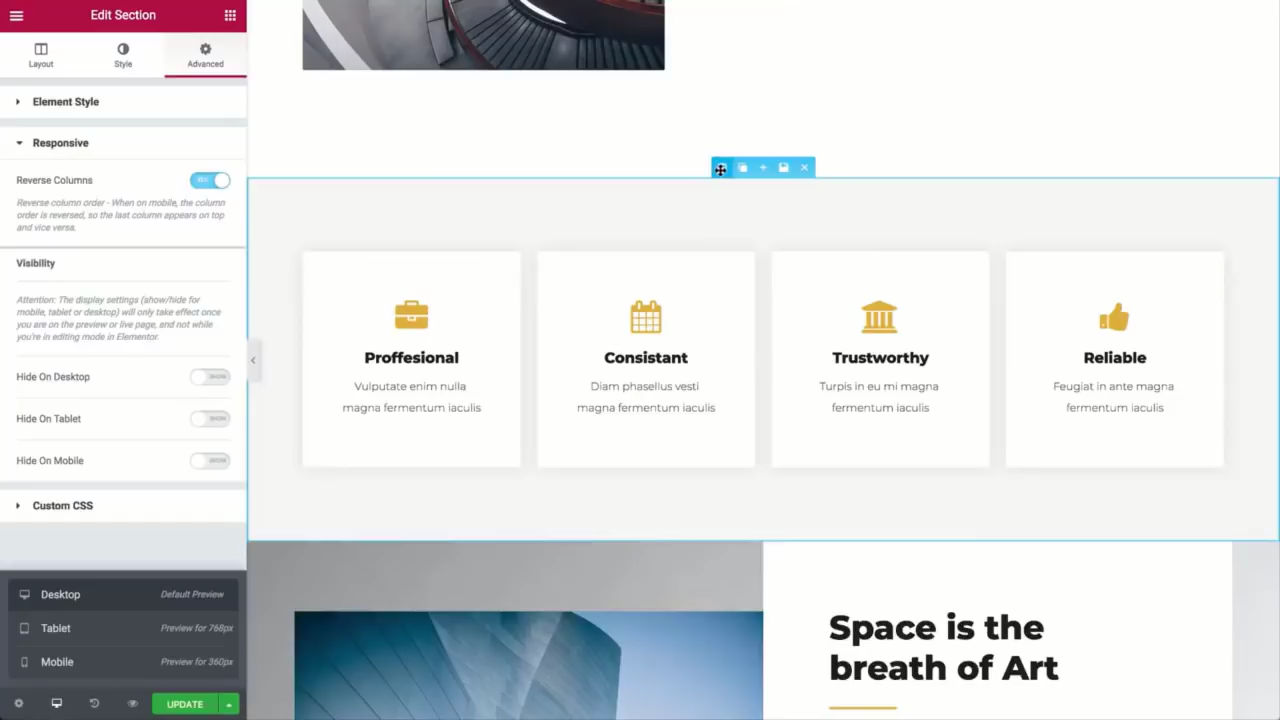 Edit Section
Layout
Style
Advanced
Element Style
Responsive
Reverse Columns
YES
Reverse column order - When on mobile, the column
order is reversed, so the last column appears on top
and vice versa.
Visibility
Attention: The display settings (show/hide for
mobile, tablet or desktop) will only take effect once
you are on the preview or live page, and not while
you're in editing mode in Elementor.
Hide On Desktop
SHOW
Hide On Tablet
SHOW
Hide On Mobile
SHOW
Custom CSS
Desktop
Default Preview
Tablet
Preview for 768px
Mobile
Preview for 360px
UPDATE
Proffesional
Vulputate enim nulla
magna fermentum iaculis
Consistant
Diam phasellus vesti
magna fermentum iaculis
Trustworthy
Turpis in eu mi magna
fermentum iaculis
Reliable
Feugiat in ante magna
fermentum iaculis
Space is the
breath of Art